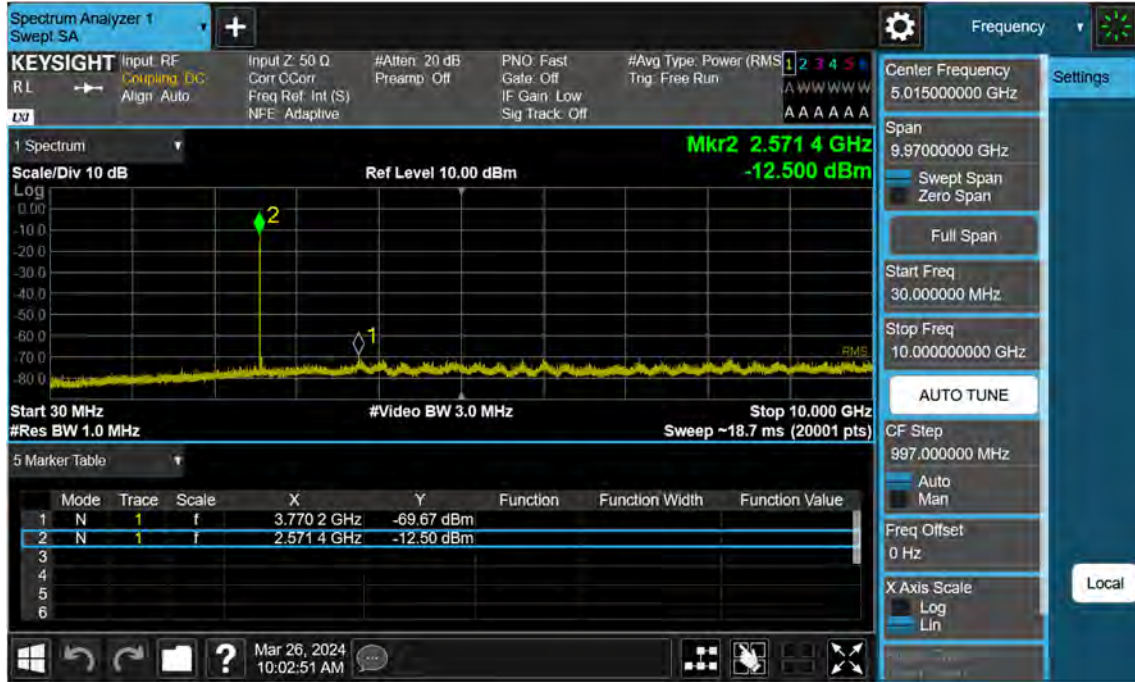 Spectrum Analyzer 1
Swept SA
+
Frequency
KEYSIGHT
RL
LXI
Input: RF
Coupling: DC
Align: Auto
Input Z: 50 Ω
Corr CCorr
Freq Ref: Int (S)
NFE: Adaptive
#Atten: 20 dB
Preamp: Off
PNO: Fast
Gate: Off
IF Gain: Low
Sig Track: Off
#Avg Type: Power (RMS
Trig: Free Run
1 2 3 4 5 6
A W W W W W
A A A A A A
1 Spectrum
Scale/Div 10 dB
Ref Level 10.00 dBm
Mkr2 2.571 4 GHz
-12.500 dBm
Log
0.00
-10.0
-20.0
-30.0
-40.0
-50.0
-60.0
-70.0
-80.0
2
1
RMS
Start 30 MHz
#Video BW 3.0 MHz
Stop 10.000 GHz
#Res BW 1.0 MHz
Sweep ~18.7 ms (20001 pts)
5 Marker Table
Mode Trace Scale X Y Function Function Width Function Value
1 N 1 f 3.770 2 GHz -69.67 dBm
2 N 1 f 2.571 4 GHz -12.50 dBm
3
4
5
6
?
Mar 26, 2024
10:02:51 AM
Center Frequency
5.015000000 GHz
Span
9.97000000 GHz
Swept Span
Zero Span
Full Span
Start Freq
30.000000 MHz
Stop Freq
10.000000000 GHz
AUTO TUNE
CF Step
997.000000 MHz
Auto
Man
Freq Offset
0 Hz
X Axis Scale
Log
Lin
Settings
Local